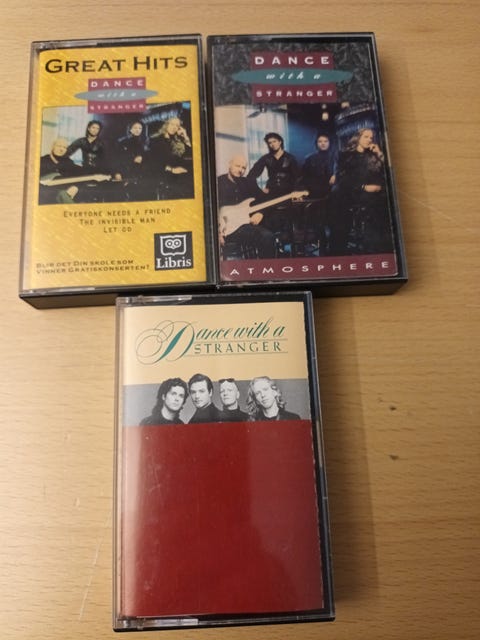 GREAT HITS
DANCE
with a
STRANGER
EVERYONE NEEDS A FRIEND
THE INVISIBLE MAN
LET GO
BLIR DET DIN SKOLE SOM
VINNER GRATISKONSERTEN?
Libris
DANCE
with a
STRANGER
ATMOSPHERE
Dance with a
STRANGER